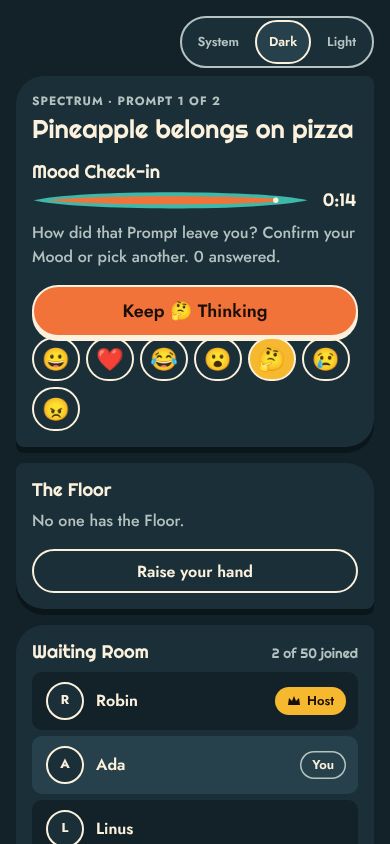 System Dark Light
SPECTRUM · PROMPT 1 OF 2
Pineapple belongs on pizza
Mood Check-in
0:14
How did that Prompt leave you? Confirm your
Mood or pick another. 0 answered.
Keep 🤔 Thinking
The Floor
No one has the Floor.
Raise your hand
Waiting Room 2 of 50 joined
R Robin Host
A Ada You
L Linus